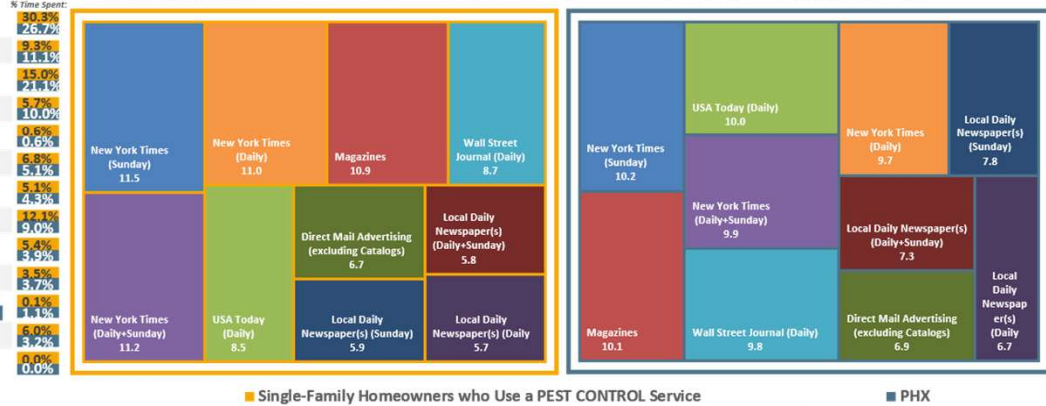 % Time Spent:
30.3%
26.7%
9.3%
11.1%
15.0%
21.1%
5.7%
10.0%
0.6%
0.6%
6.8%
5.1%
5.1%
4.3%
12.1%
9.0%
5.4%
3.9%
3.5%
3.7%
0.1%
1.1%
6.0%
3.2%
0.0%
0.0%
New York Times
(Sunday)
11.5
New York Times
(Daily)
11.0
Magazines
10.9
Wall Street
Journal (Daily)
8.7
New York Times
(Daily+Sunday)
11.2
USA Today
(Daily)
8.5
Direct Mail Advertising
(excluding Catalogs)
6.7
Local Daily
Newspaper(s)
(Daily+Sunday)
5.8
Local Daily
Newspaper(s) (Sunday)
5.9
Local Daily
Newspaper(s) (Daily
5.7
New York Times
(Sunday)
10.2
USA Today (Daily)
10.0
New York Times
(Daily)
9.7
Local Daily
Newspaper(s)
(Sunday)
7.8
New York Times
(Daily+Sunday)
9.9
Magazines
10.1
Wall Street Journal (Daily)
9.8
Local Daily Newspaper(s)
(Daily+Sunday)
7.3
Direct Mail Advertising
(excluding Catalogs)
6.9
Local
Daily
Newspap
er(s)
(Daily
6.7
Single-Family Homeowners who Use a PEST CONTROL Service
PHX